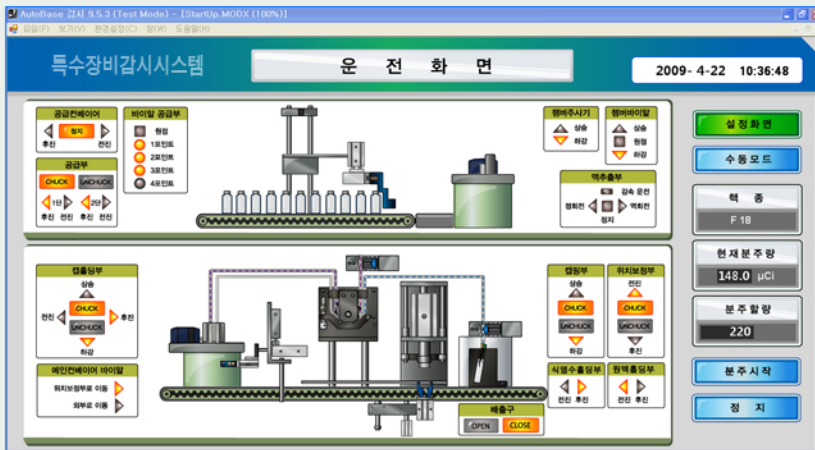 AutoBase 감시 9.5.3 (Test Mode) - [StartUp.MODX (100%)]
파일(F) 보기(V) 환경설정(C) 창(W) 도움말(H)
특수장비감시시스템
운 전 화 면
2009- 4-22 10:36:48
공급컨베이어
정지
후진 전진
공급부
CHUCK UNCHUCK
1단 2단
후진 전진 후진 전진
바이알 공급부
원점
1포인트
2포인트
3포인트
4포인트
챔버주사기
상승
하강
챔버바이알
상승
원점
하강
액추출부
감속 운전
정회전 역회전
정지
설정화면
수동모드
핵 종
F 18
현재분주량
148.0 μCi
분주할량
220
분주시작
정 지
캡홀딩부
상승
전진 CHUCK 후진
UNCHUCK
하강
메인컨베이어 바이알
위치보정부로 이동
외부로 이동
캡핑부
상승
CHUCK
UNCHUCK
하강
위치보정부
전진
CHUCK
UNCHUCK
후진
식염수홀딩부
전진 후진
원액홀딩부
전진 후진
배출구
OPEN CLOSE